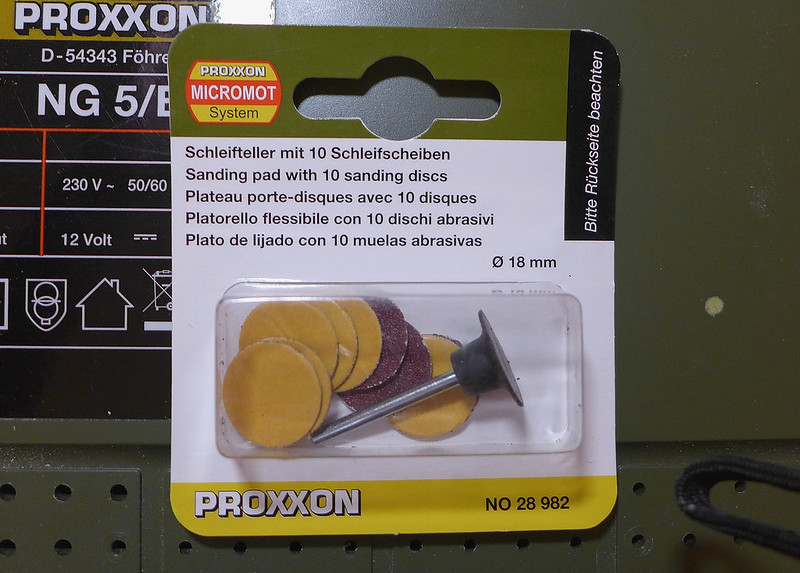 PROXXON
D-54343 Föhre
NG 5/E
230 V ~ 50/60
12 Volt
PROXXON
MICROMOT
System
Bitte Rückseite beachten
Schleifteller mit 10 Schleifscheiben
Sanding pad with 10 sanding discs
Plateau porte-disques avec 10 disques
Platorello flessibile con 10 dischi abrasivi
Plato de lijado con 10 muelas abrasivas
Ø 18 mm
PROXXON
NO 28 982